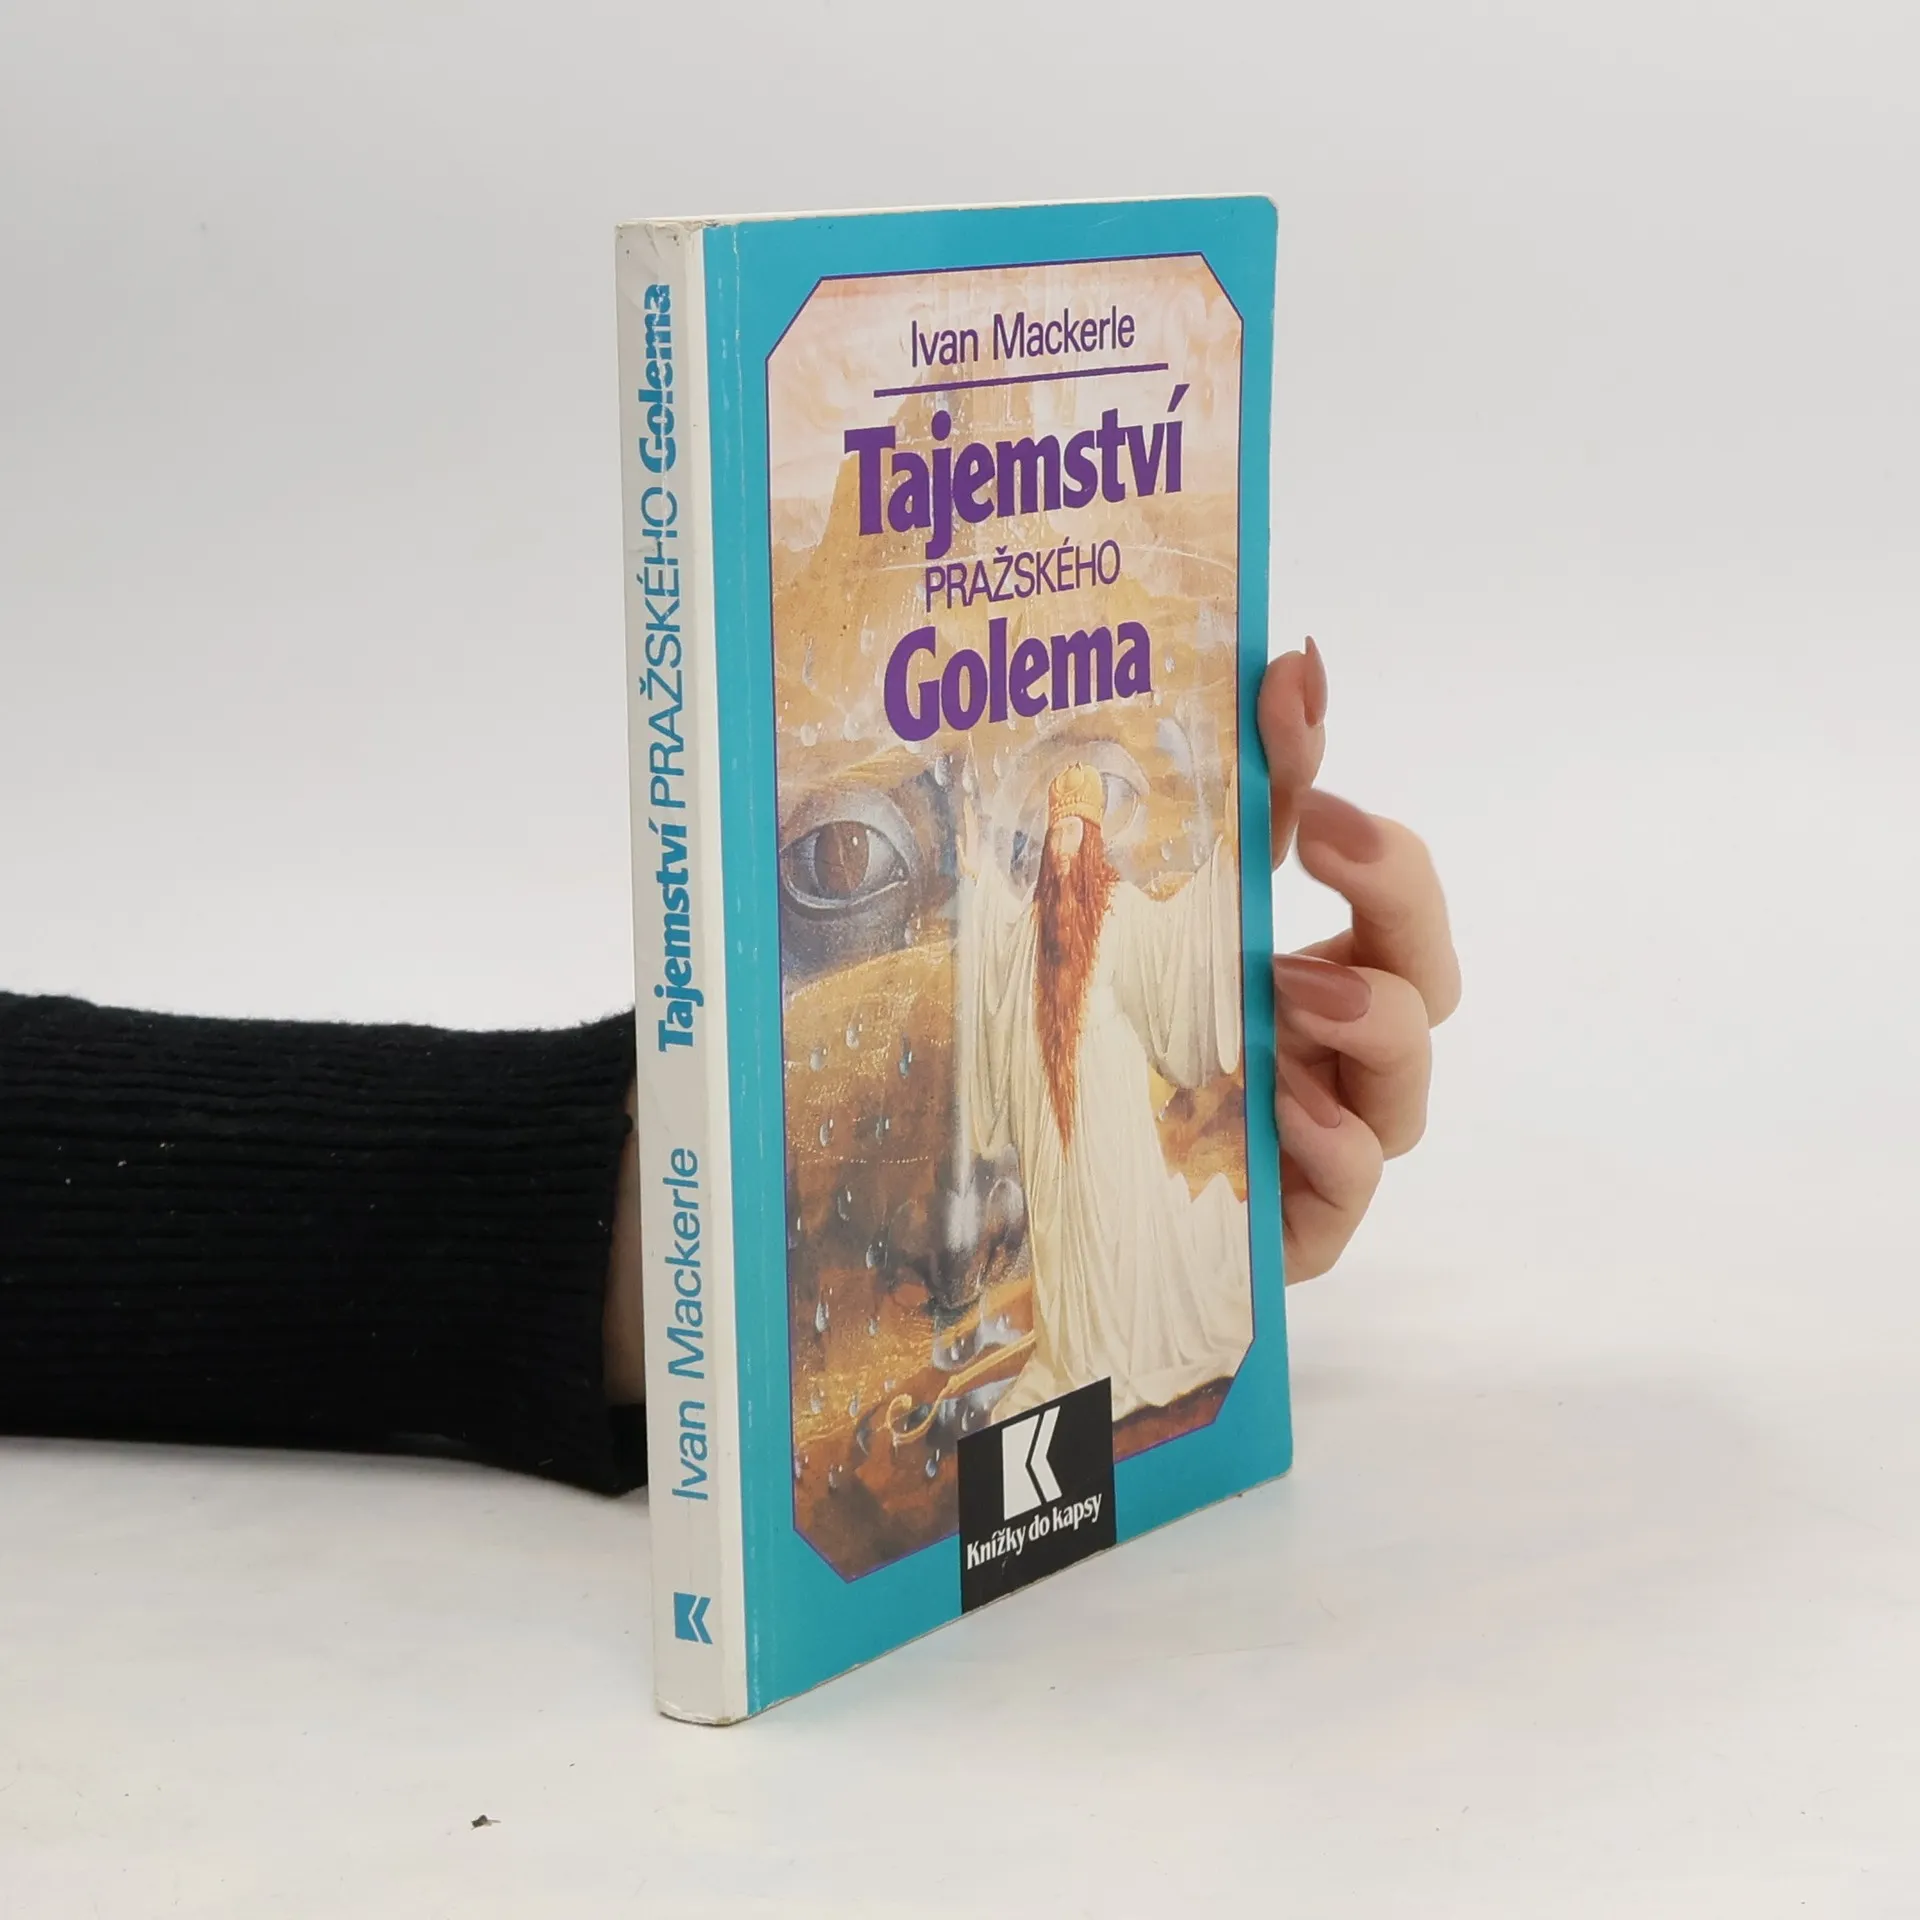 Ivan Mackerle
Tajemství
PRAŽSKÉHO
Golema
Knížky do kapsy
Ivan Mackerle Tajemství PRAŽSKÉHO Golema